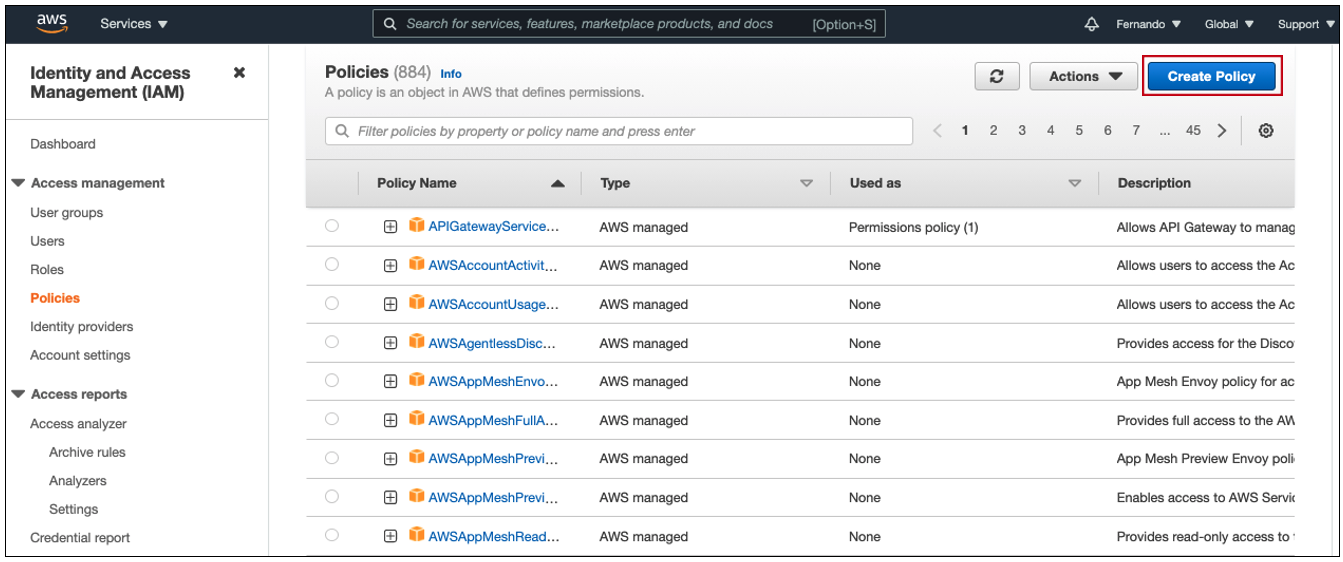 aws Services Search for services, features, marketplace products, and docs [Option+S] Fernando Global Support
Identity and Access
Management (IAM)
Dashboard
Access management
User groups
Users
Roles
Policies
Identity providers
Account settings
Access reports
Access analyzer
Archive rules
Analyzers
Settings
Credential report
Policies (884) Info
A policy is an object in AWS that defines permissions.
Actions Create Policy
Filter policies by property or policy name and press enter
1 2 3 4 5 6 7 ... 45
Policy Name Type Used as Description
APIGatewayService... AWS managed Permissions policy (1) Allows API Gateway to manag
AWSAccountActivit... AWS managed None Allows users to access the Ac
AWSAccountUsage... AWS managed None Allows users to access the Ac
AWSAgentlessDisc... AWS managed None Provides access for the Disco
AWSAppMeshEnvo... AWS managed None App Mesh Envoy policy for ac
AWSAppMeshFullA... AWS managed None Provides full access to the AW
AWSAppMeshPrevi... AWS managed None App Mesh Preview Envoy poli
AWSAppMeshPrevi... AWS managed None Enables access to AWS Servic
AWSAppMeshRead... AWS managed None Provides read-only access to